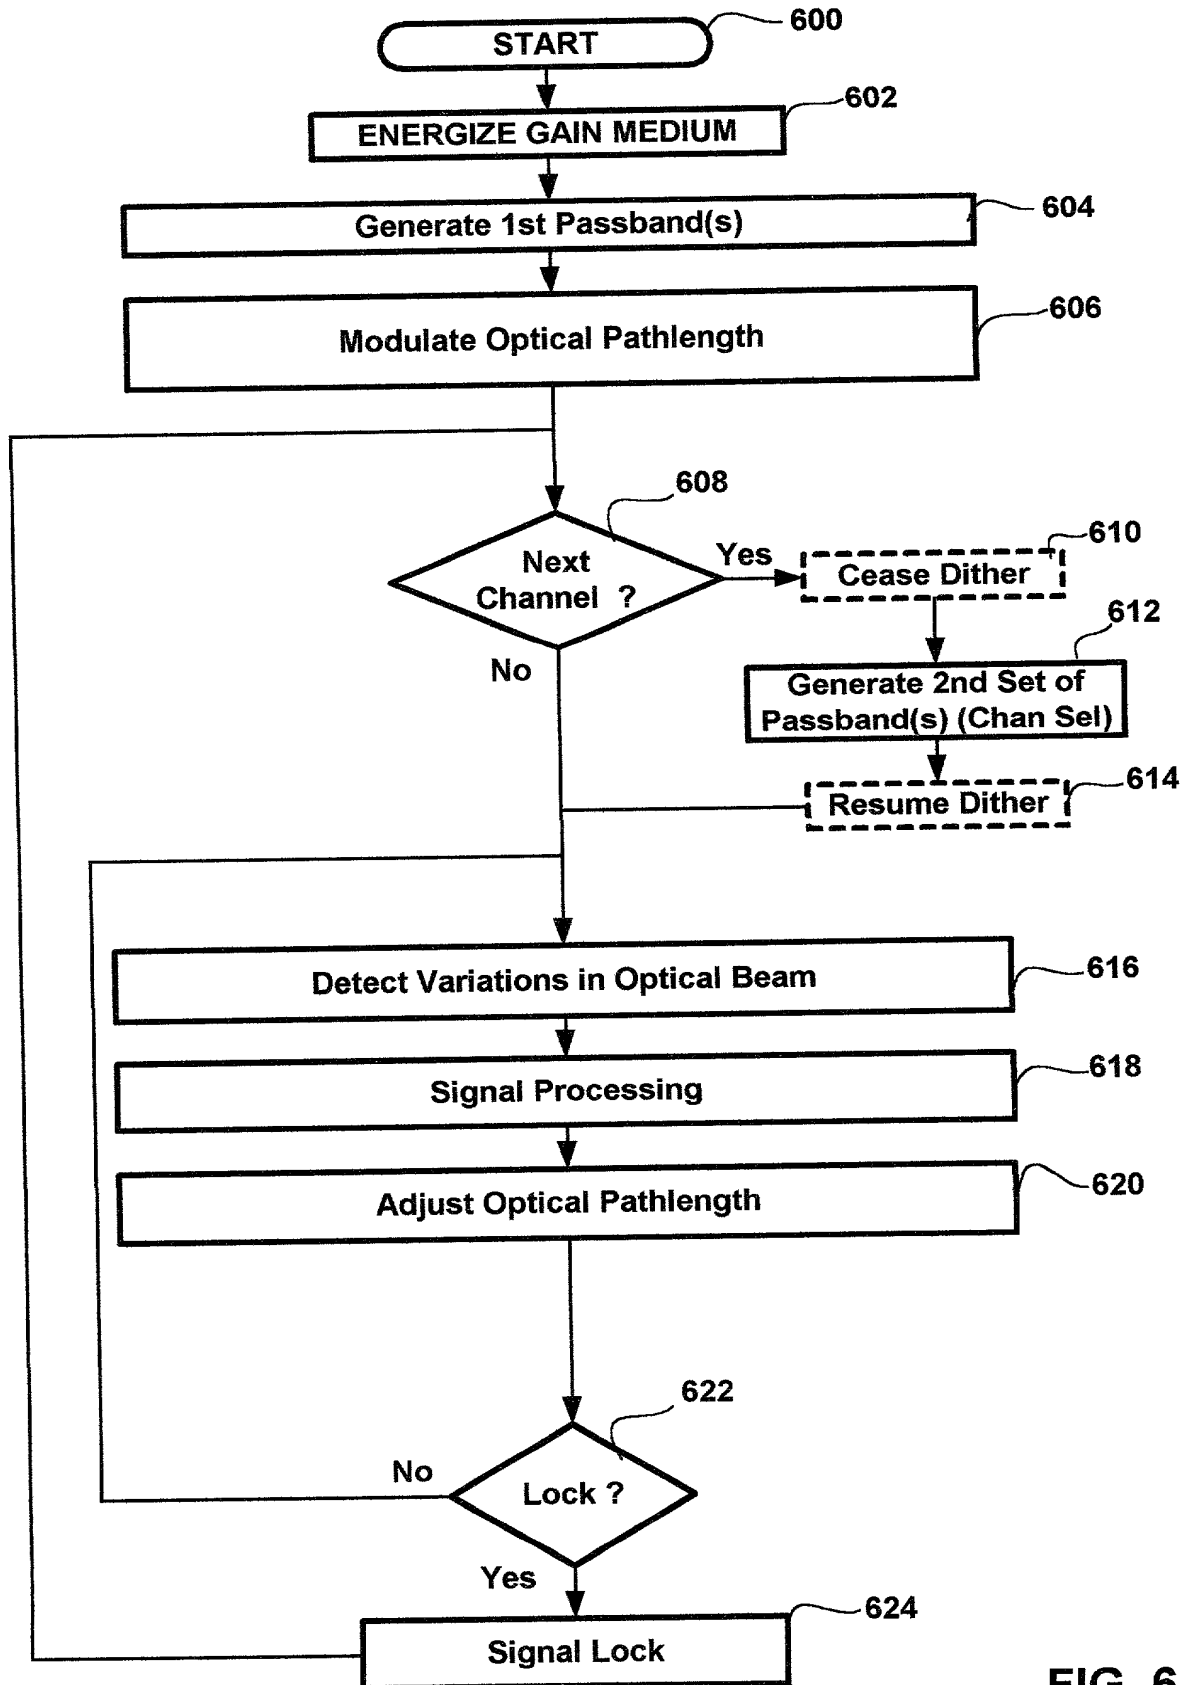 START
600
ENERGIZE GAIN MEDIUM
602
Generate 1st Passband(s)
604
Modulate Optical Pathlength
606
608
Next
Channel ?
Yes
No
610
Cease Dither
612
Generate 2nd Set of
Passband(s) (Chan Sel)
Resume Dither
614
Detect Variations in Optical Beam
616
Signal Processing
618
Adjust Optical Pathlength
620
622
Lock ?
No
Yes
624
Signal Lock
FIG. 6